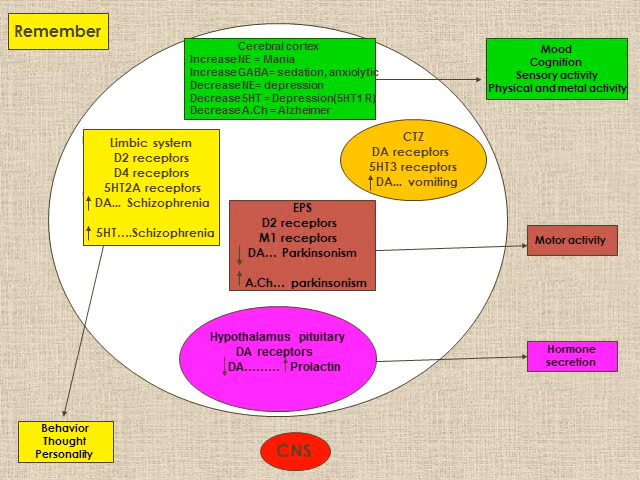 Remember
Cerebral cortex
Increase NE = Mania
Increase GABA= sedation, anxiolytic
Decrease NE= depression
Decrease 5HT = Depression(5HT1 R)
Decrease A.Ch = Alzheimer
Mood
Cognition
Sensory activity
Physical and metal activity
Limbic system
D2 receptors
D4 receptors
5HT2A receptors
↑ DA... Schizophrenia
↑ 5HT....Schizophrenia
CTZ
DA receptors
5HT3 receptors
↑ DA... vomiting
EPS
D2 receptors
M1 receptors
↓ DA... Parkinsonism
↑ A.Ch... parkinsonism
Motor activity
Hypothalamus pituitary
DA receptors
↓ DA......... ↑ Prolactin
Hormone
secretion
Behavior
Thought
Personality
CNS